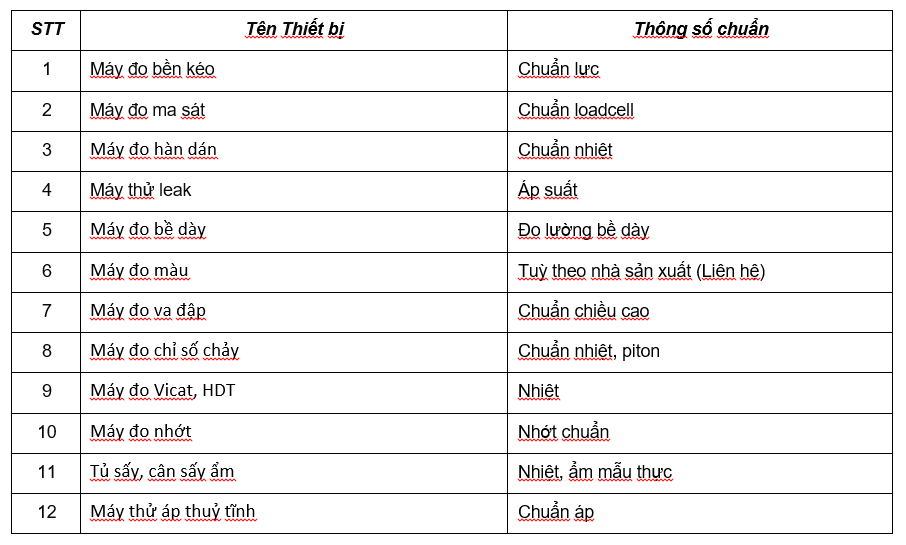 STT Tên Thiết bị Thông số chuẩn
1 Máy đo bền kéo Chuẩn lực
2 Máy đo ma sát Chuẩn loadcell
3 Máy đo hàn dán Chuẩn nhiệt
4 Máy thử leak Áp suất
5 Máy đo bề dày Đo lường bề dày
6 Máy đo màu Tuỳ theo nhà sản xuất (Liên hệ)
7 Máy đo va đập Chuẩn chiều cao
8 Máy đo chỉ số chảy Chuẩn nhiệt, piton
9 Máy đo Vicat, HDT Nhiệt
10 Máy đo nhớt Nhớt chuẩn
11 Tủ sấy, cân sấy ẩm Nhiệt, ẩm mẫu thực
12 Máy thử áp thuỷ tĩnh Chuẩn áp